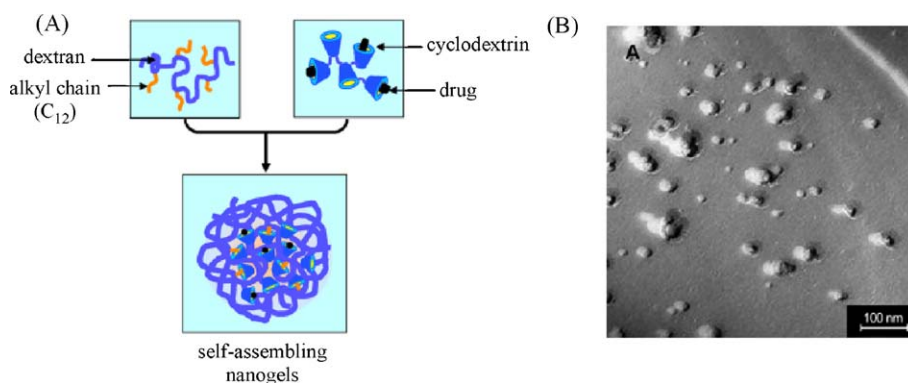 (A)
dextran
alkyl chain
(C₁₂)
cyclodextrin
drug
self-assembling
nanogels
(B)
A
100 nm